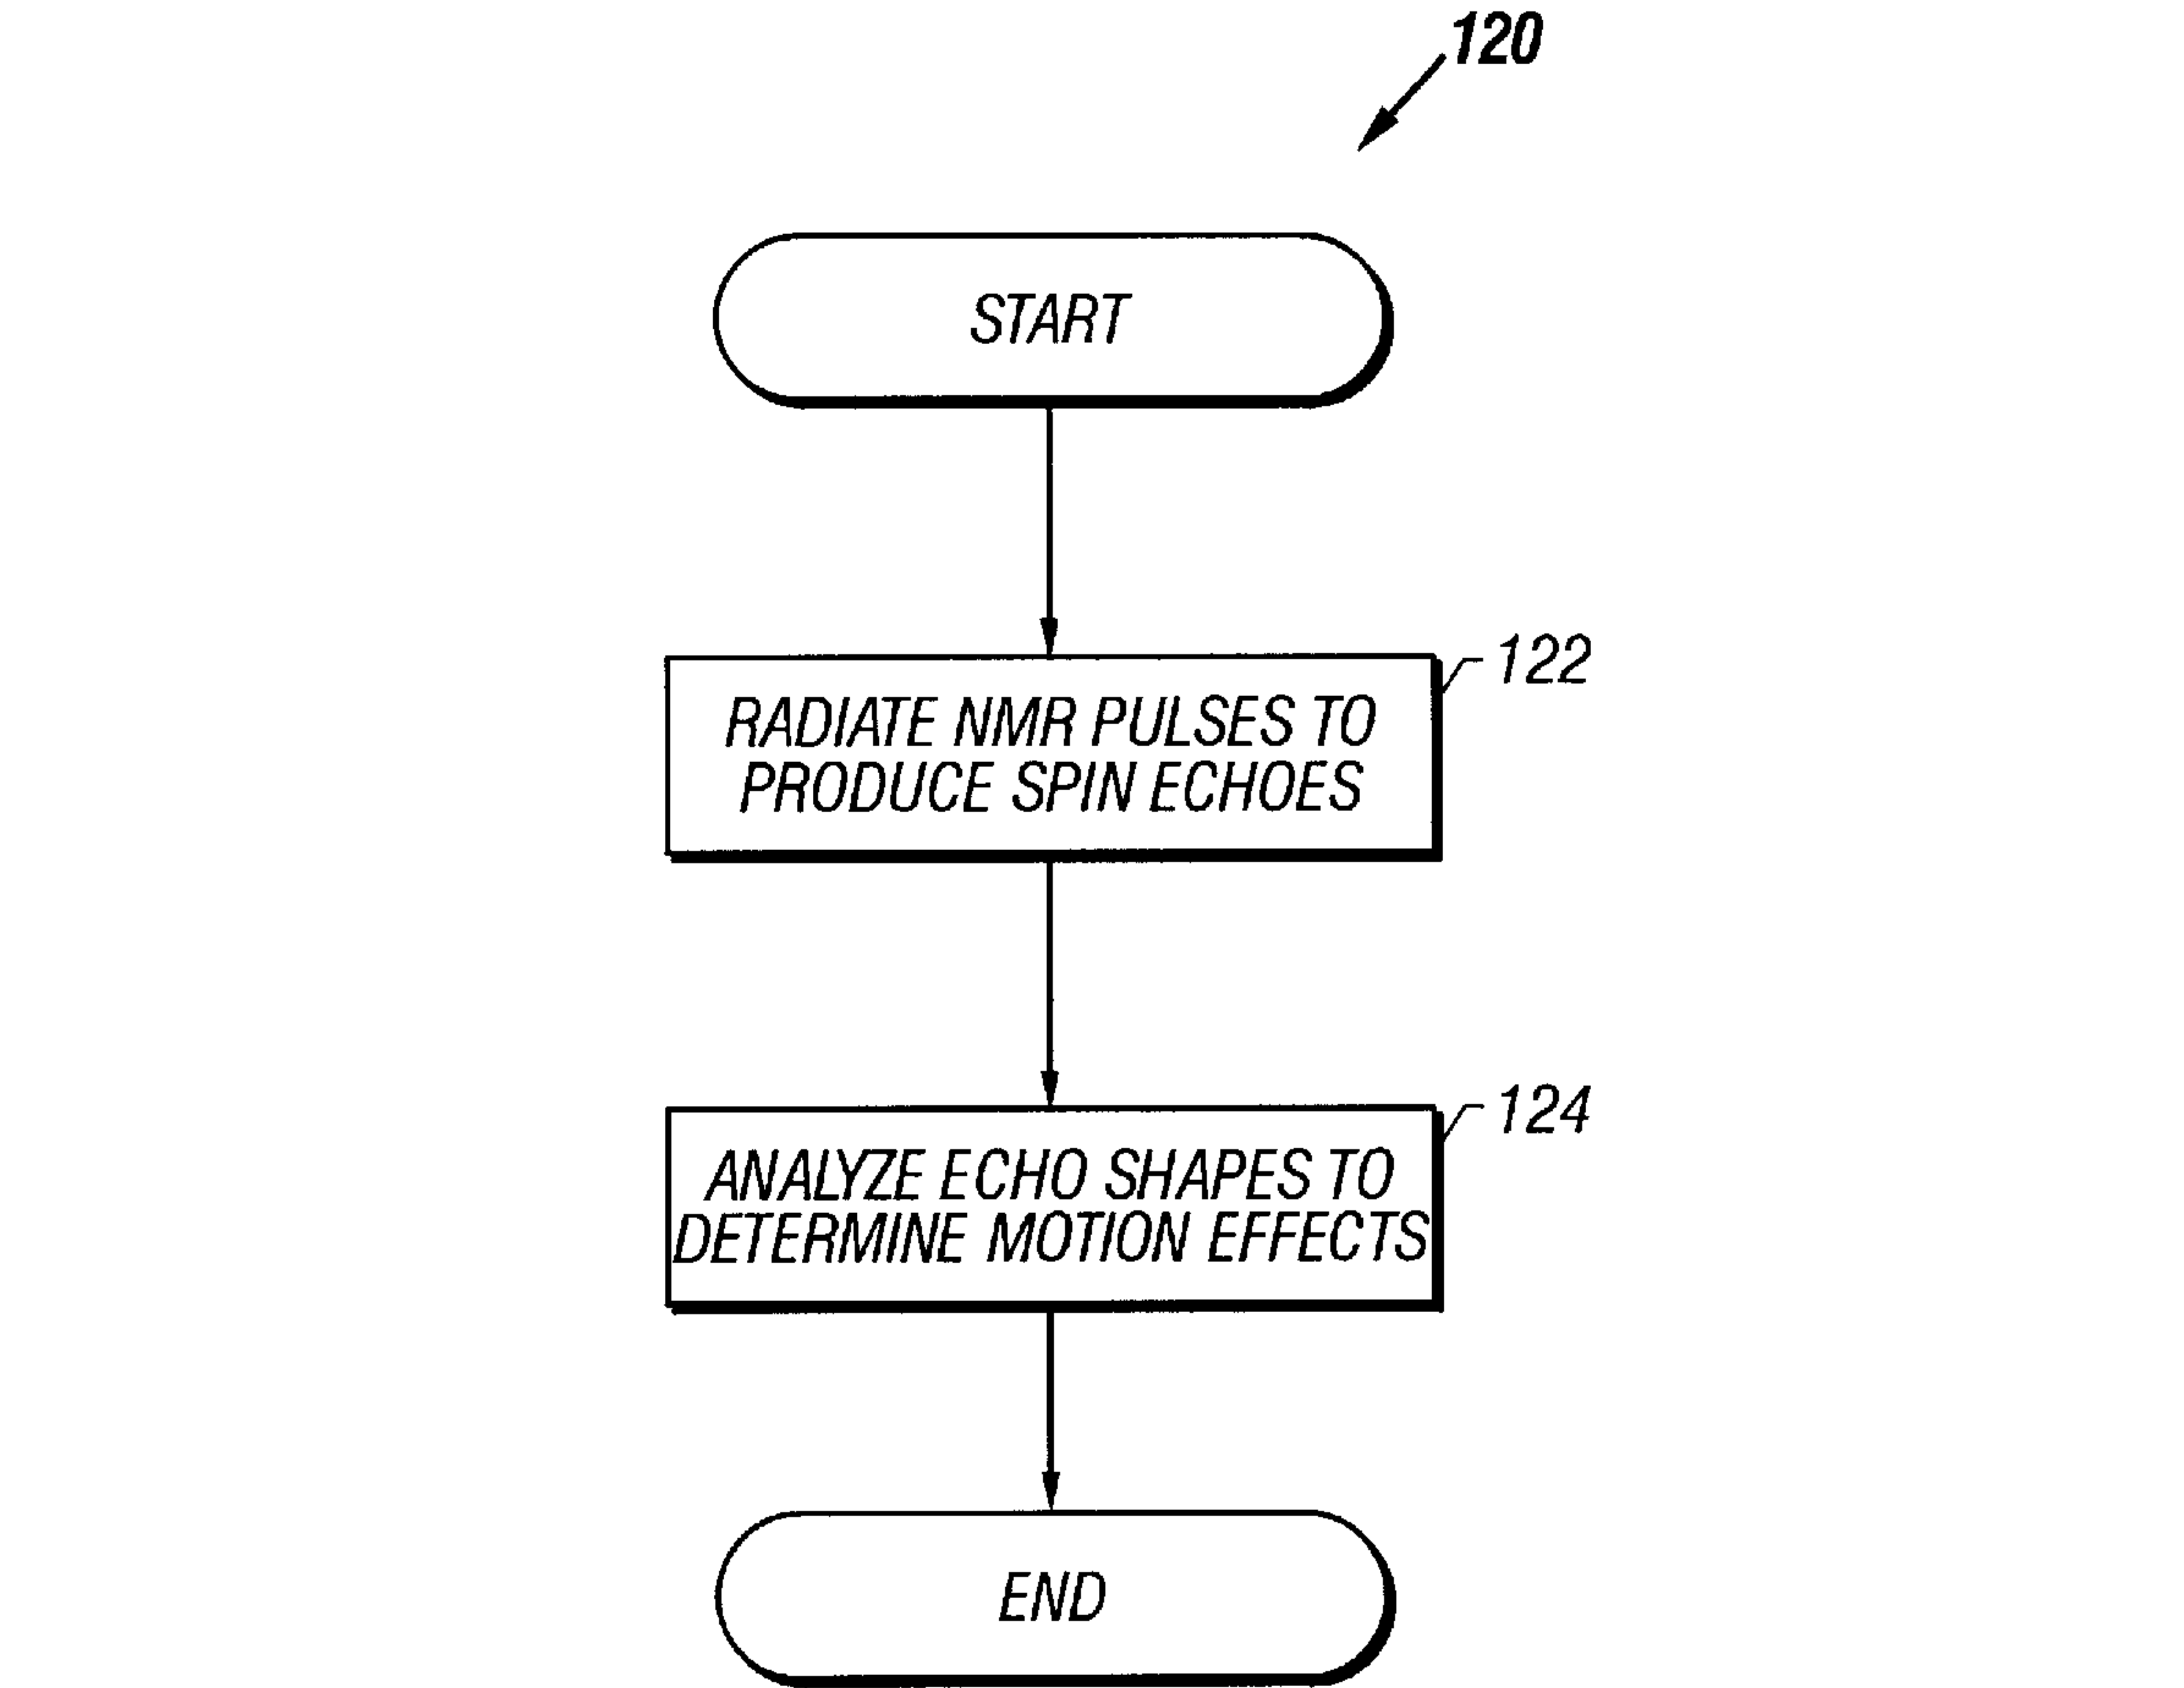 120
START
122
RADIATE NMR PULSES TO
PRODUCE SPIN ECHOES
124
ANALYZE ECHO SHAPES TO
DETERMINE MOTION EFFECTS
END